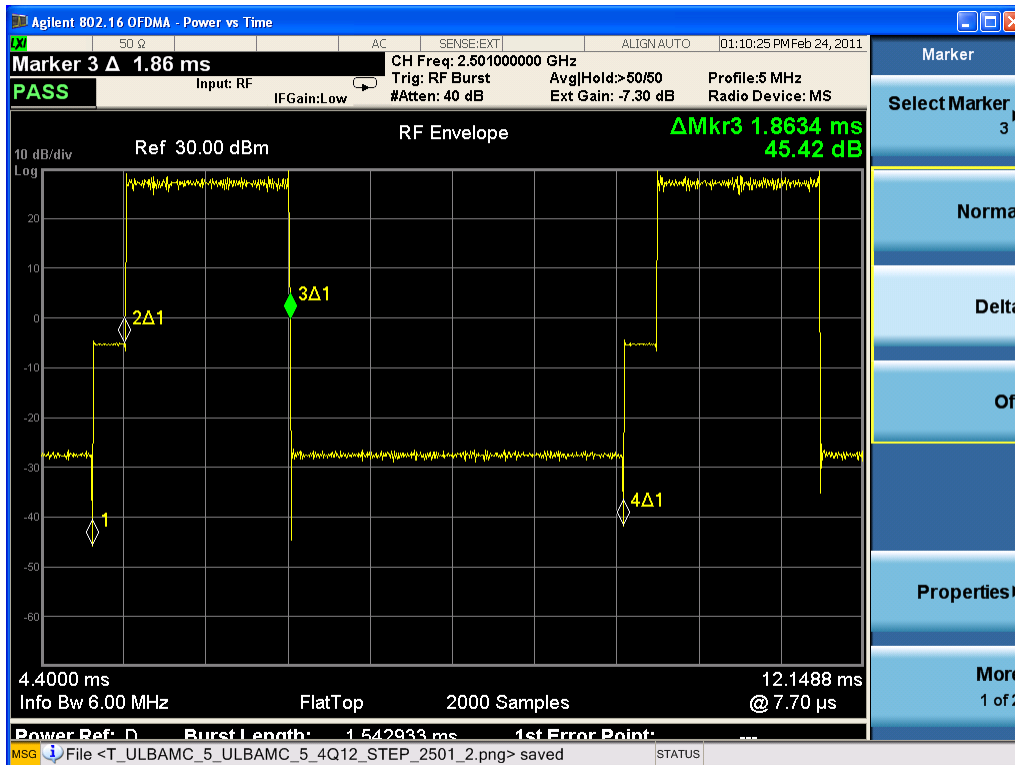 Agilent 802.16 OFDMA - Power vs Time
LXI 50 Ω AC SENSE:EXT ALIGN AUTO 01:10:25 PM Feb 24, 2011
Marker 3 Δ 1.86 ms
PASS
Input: RF
IFGain:Low
CH Freq: 2.501000000 GHz
Trig: RF Burst
#Atten: 40 dB
Avg|Hold:>50/50
Ext Gain: -7.30 dB
Profile:5 MHz
Radio Device: MS
ΔMkr3 1.8634 ms
45.42 dB
RF Envelope
10 dB/div
Ref 30.00 dBm
Log
20
10
0
-10
-20
-30
-40
-50
-60
2Δ1
3Δ1
1
4Δ1
4.4000 ms
12.1488 ms
Info Bw 6.00 MHz
FlatTop
2000 Samples
@ 7.70 µs
Power Ref: D Burst Length: 1.542933 ms 1st Error Point: ---
MSG File <T_ULBAMC_5_ULBAMC_5_4Q12_STEP_2501_2.png> saved STATUS
Marker
Select Marker
3
Norma
Delta
Of
Properties
More
1 of 2